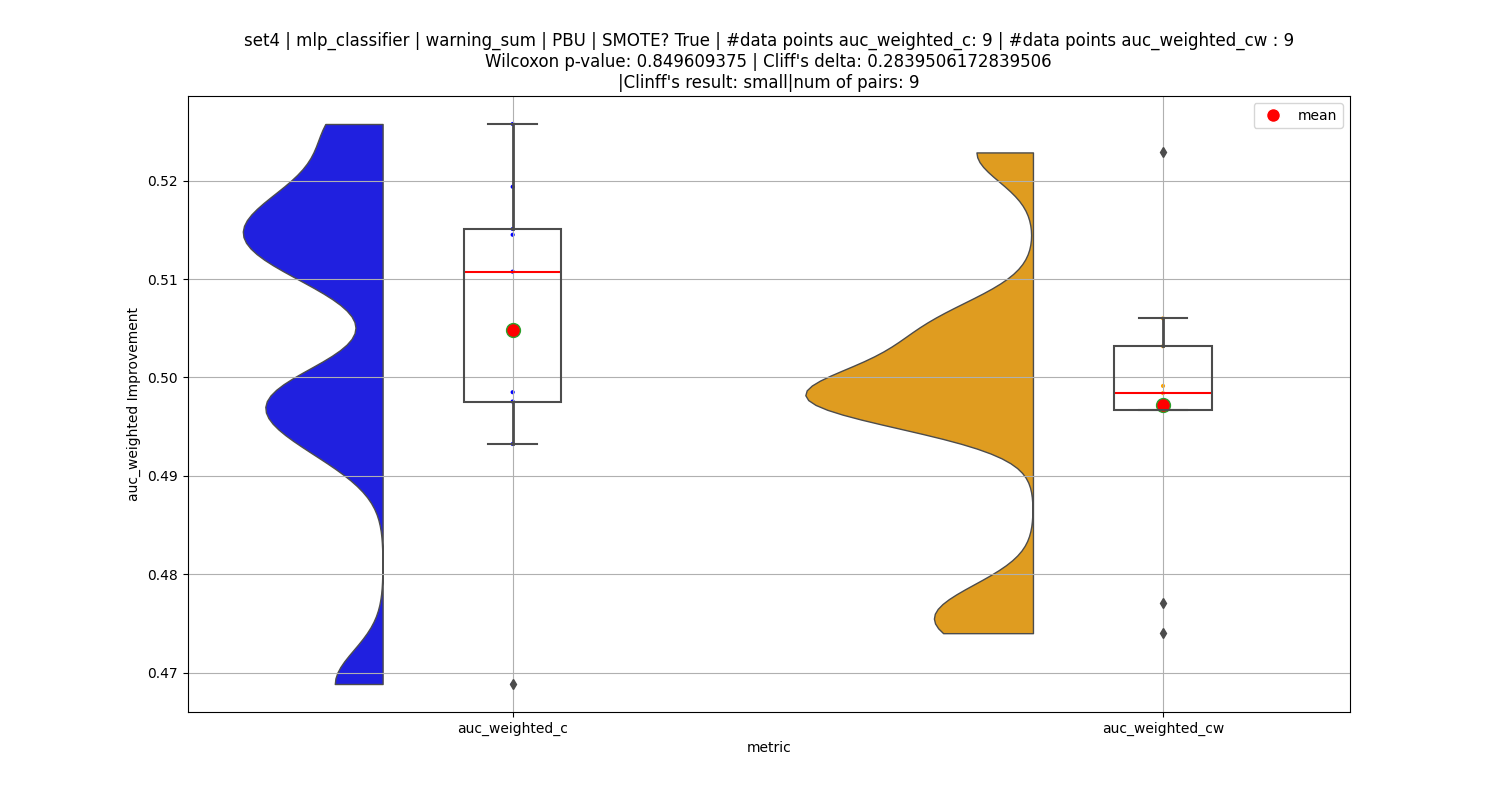 set4 | mlp_classifier | warning_sum | PBU | SMOTE? True | #data points auc_weighted_c: 9 | #data points auc_weighted_cw : 9
Wilcoxon p-value: 0.849609375 | Cliff's delta: 0.2839506172839506
|Clinff's result: small|num of pairs: 9
mean
0.52
0.51
0.50
0.49
0.48
0.47
auc_weighted Improvement
auc_weighted_c
auc_weighted_cw
metric